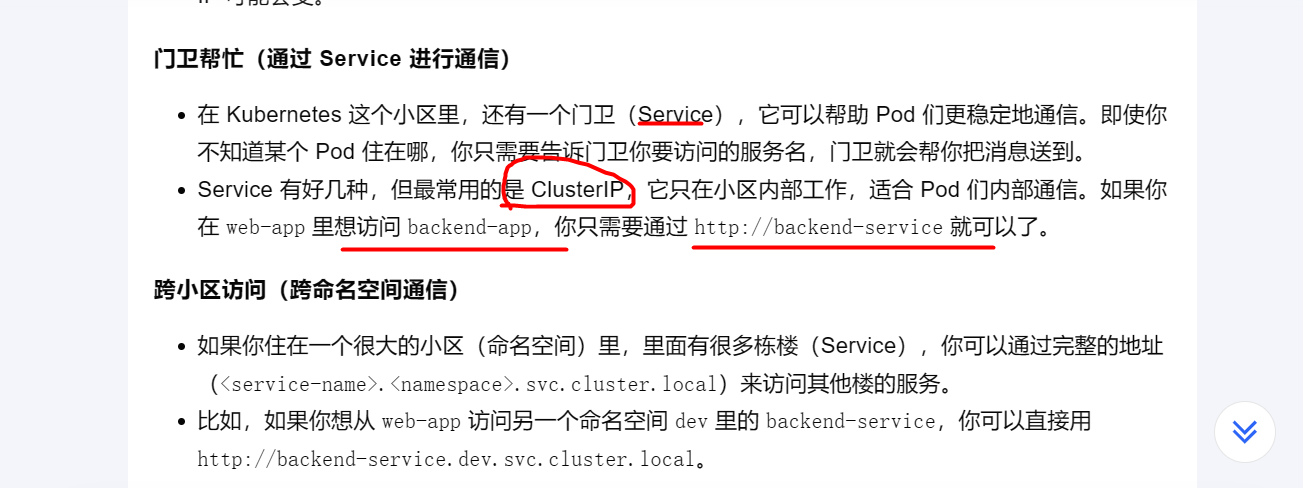 门卫帮忙（通过 Service 进行通信）
在 Kubernetes 这个小区里，还有一个门卫（Service），它可以帮助 Pod 们更稳定地通信。即使你
不知道某个 Pod 住在哪，你只需要告诉门卫你要访问的服务名，门卫就会帮你把消息送到。
Service 有好几种，但最常用的是 ClusterIP，它只在小区内部工作，适合 Pod 们内部通信。如果你
在 web-app 里想访问 backend-app，你只需要通过 http://backend-service 就可以了。
跨小区访问（跨命名空间通信）
如果你住在一个很大的小区（命名空间）里，里面有很多栋楼（Service），你可以通过完整的地址
（<service-name>.<namespace>.svc.cluster.local）来访问其他楼的服务。
比如，如果你想从 web-app 访问另一个命名空间 dev 里的 backend-service，你可以直接用
http://backend-service.dev.svc.cluster.local。